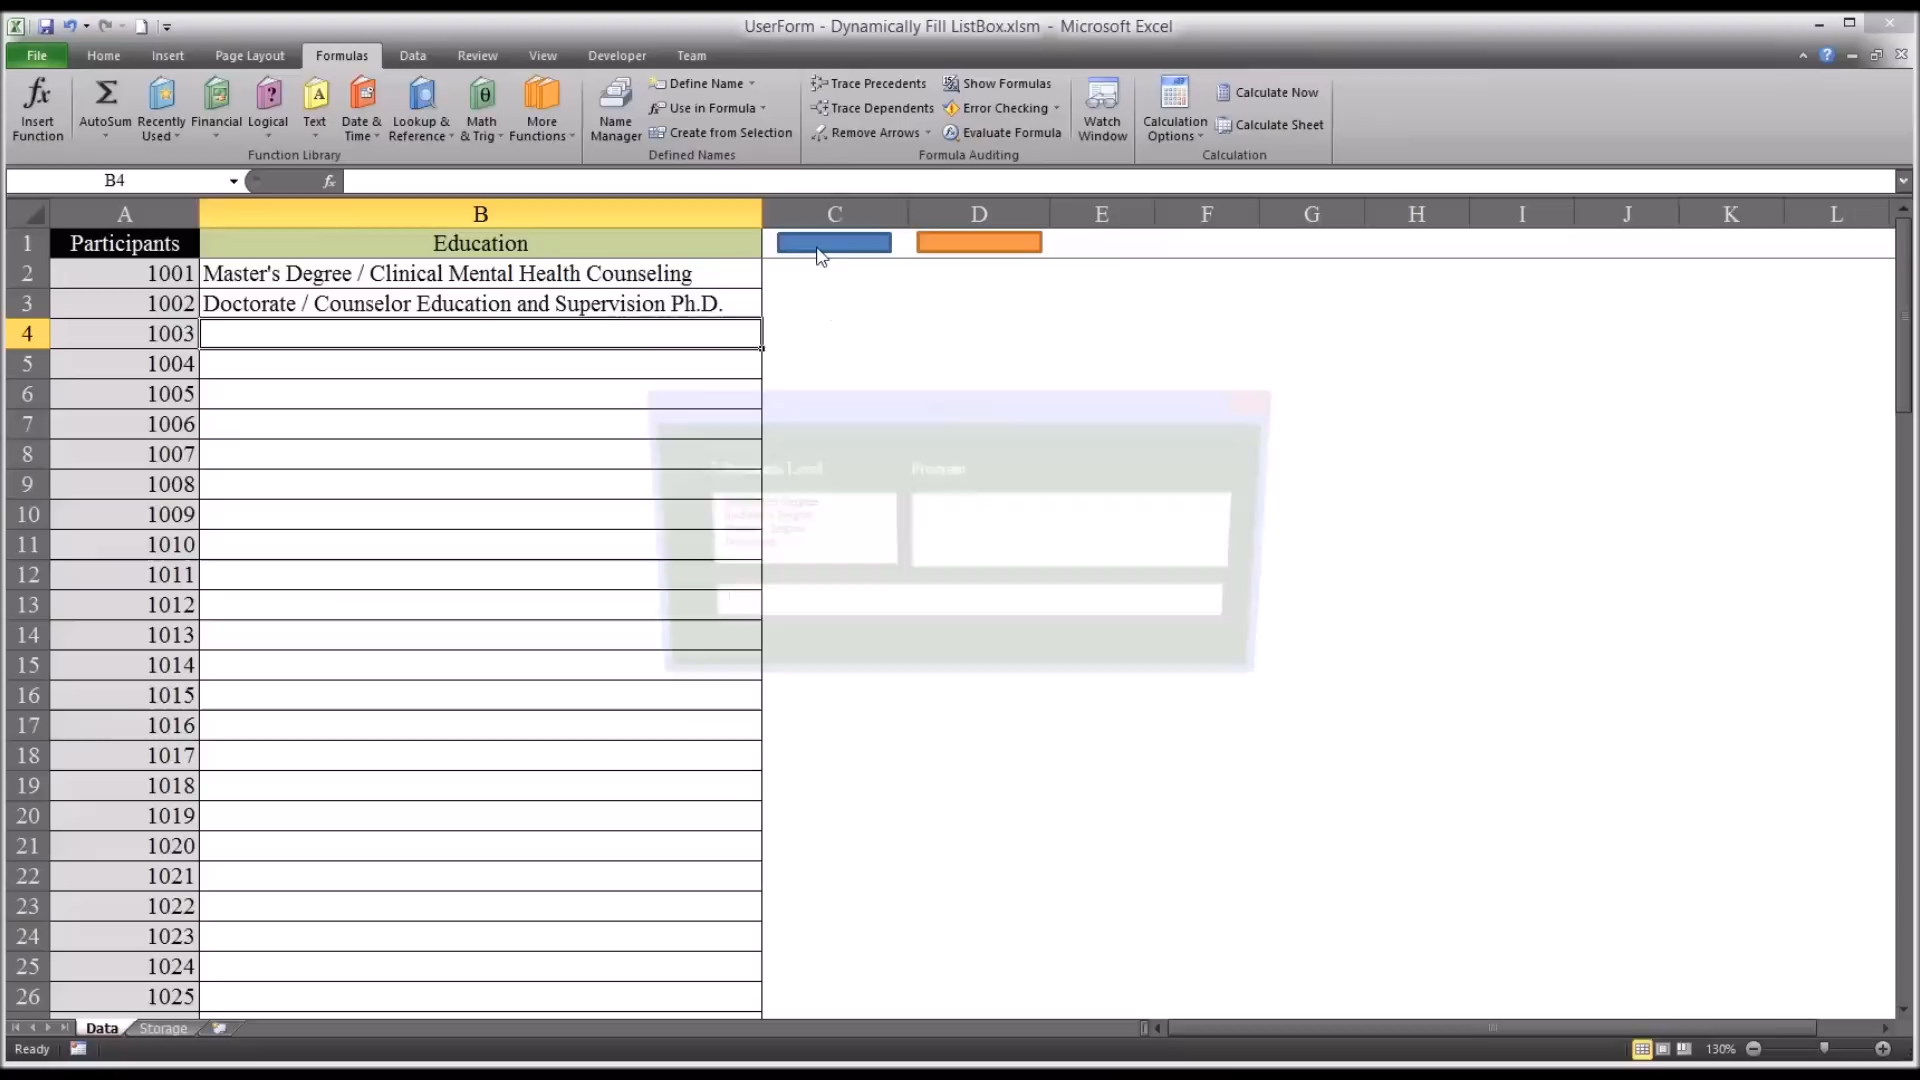 UserForm - Dynamically Fill ListBox.xlsm - Microsoft Excel
File Home Insert Page Layout Formulas Data Review View Developer Team
Insert Function
AutoSum
Recently Used
Financial
Logical
Text
Date & Time
Lookup & Reference
Math & Trig
More Functions
Function Library
Name Manager
Define Name
Use in Formula
Create from Selection
Defined Names
Trace Precedents
Trace Dependents
Remove Arrows
Show Formulas
Error Checking
Evaluate Formula
Formula Auditing
Watch Window
Calculation Options
Calculate Now
Calculate Sheet
Calculation
B4 fx
A B C D E F G H I J K L
1 Participants Education
2 1001 Master's Degree / Clinical Mental Health Counseling
3 1002 Doctorate / Counselor Education and Supervision Ph.D.
4 1003
5 1004
6 1005
7 1006
8 1007
9 1008
10 1009
11 1010
12 1011
13 1012
14 1013
15 1014
16 1015
17 1016
18 1017
19 1018
20 1019
21 1020
22 1021
23 1022
24 1023
25 1024
26 1025
Level Program
Data Storage
Ready 130%